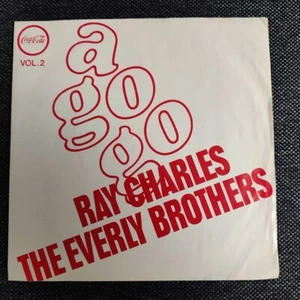 Coca-Cola
VOL.2
a
go
go
RAY CHARLES
THE EVERLY BROTHERS